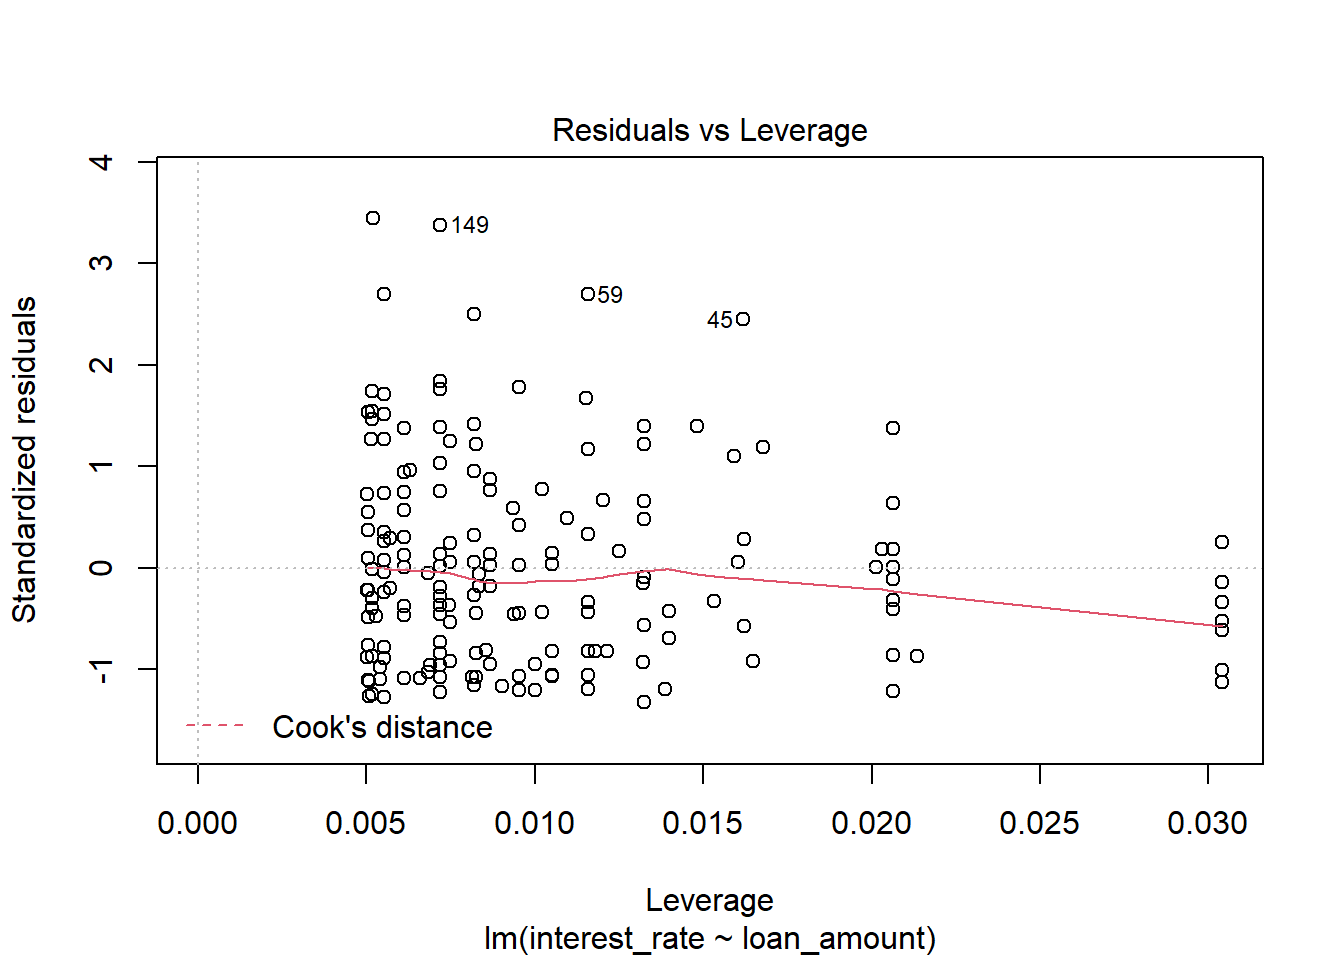 Residuals vs Leverage
Standardized residuals
4
3
2
1
0
-1
149
59
45
Cook's distance
0.000 0.005 0.010 0.015 0.020 0.025 0.030
Leverage
lm(interest_rate ~ loan_amount)